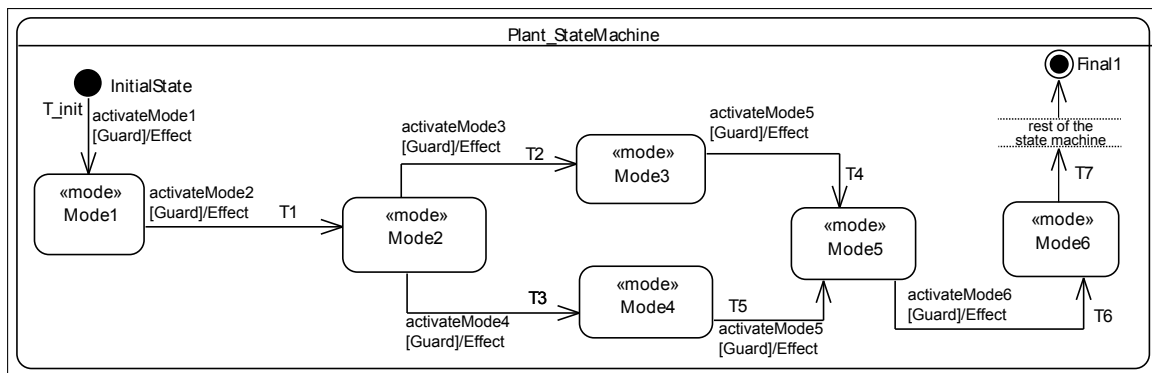 Plant_StateMachine
InitialState
T_init
activateMode1
[Guard]/Effect
«mode»
Mode1
activateMode2
[Guard]/Effect
T1
«mode»
Mode2
activateMode3
[Guard]/Effect
T2
«mode»
Mode3
activateMode4
[Guard]/Effect
T3
«mode»
Mode4
activateMode5
[Guard]/Effect
T4
T5
activateMode5
[Guard]/Effect
«mode»
Mode5
activateMode6
[Guard]/Effect
T6
«mode»
Mode6
T7
rest of the
state machine
Final1